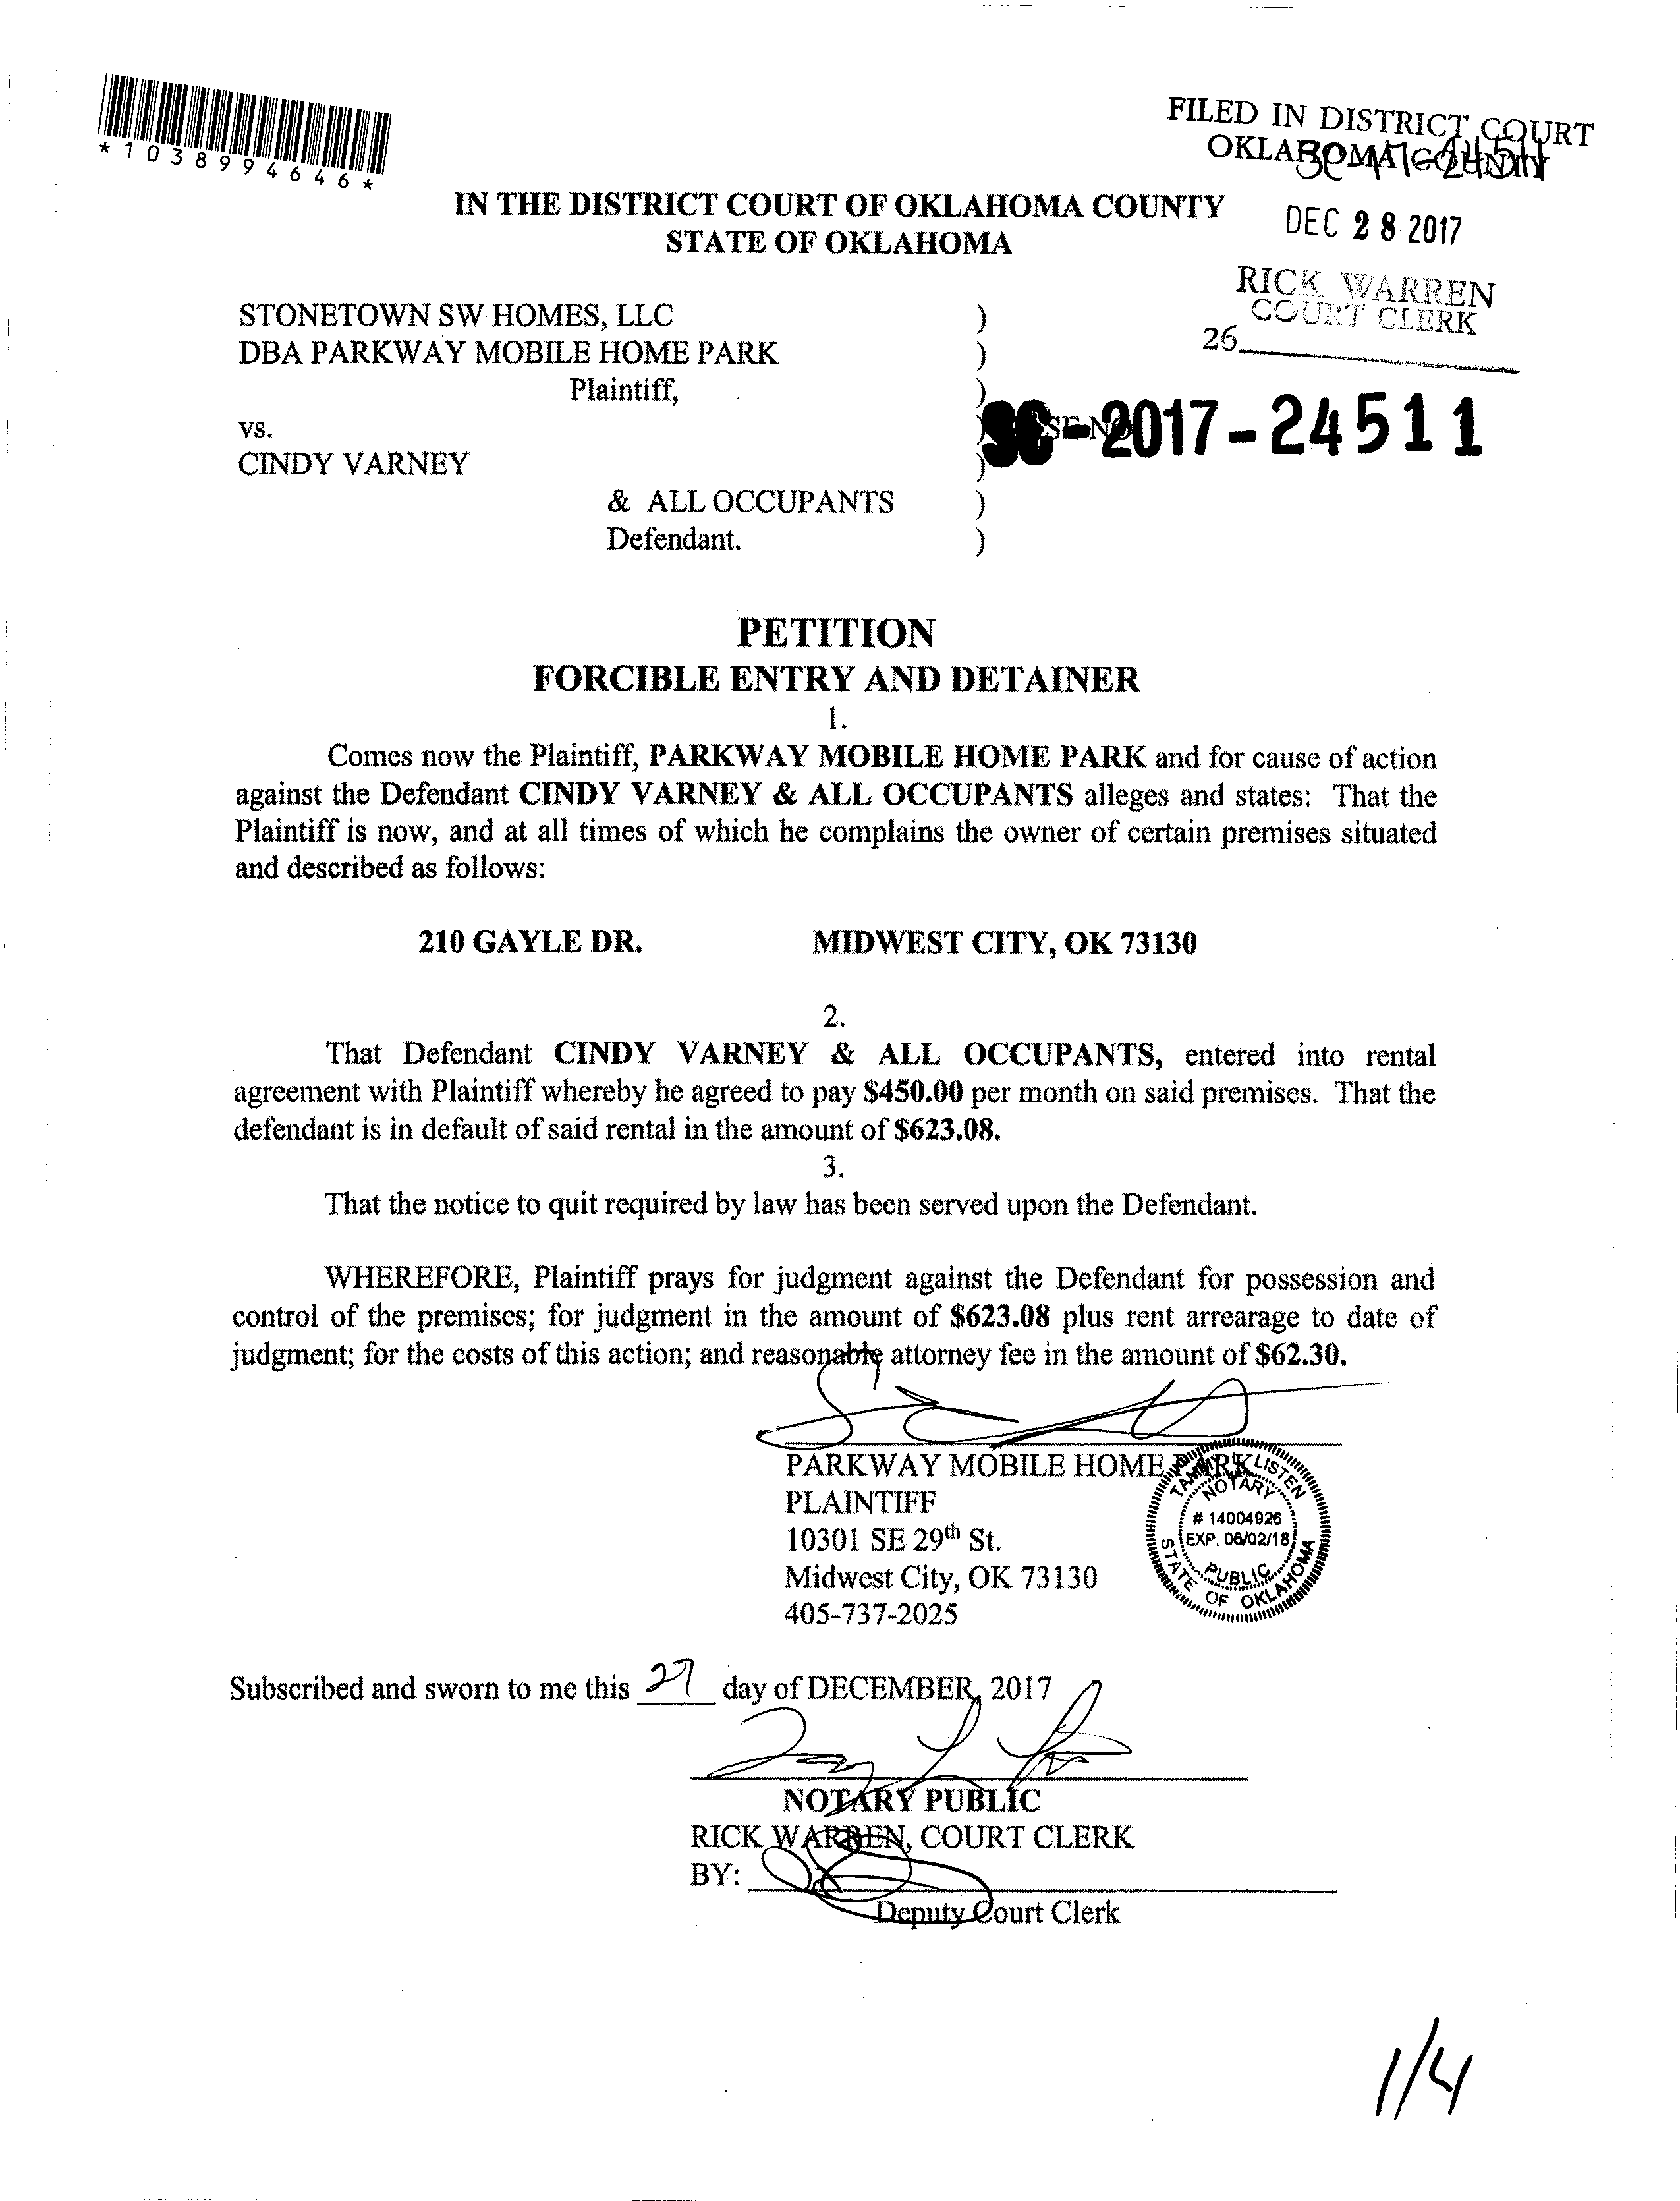 *1038994646*
FILED IN DISTRICT COURT
OKLAHOMA COUNTY
SC-17-24511
IN THE DISTRICT COURT OF OKLAHOMA COUNTY
STATE OF OKLAHOMA
DEC 28 2017
RICK WARREN
COURT CLERK
26
STONETOWN SW HOMES, LLC )
DBA PARKWAY MOBILE HOME PARK )
Plaintiff, )
SC-2017-24511
vs.
CINDY VARNEY )
& ALL OCCUPANTS )
Defendant. )
PETITION
FORCIBLE ENTRY AND DETAINER
1.
Comes now the Plaintiff, PARKWAY MOBILE HOME PARK and for cause of action
against the Defendant CINDY VARNEY & ALL OCCUPANTS alleges and states: That the
Plaintiff is now, and at all times of which he complains the owner of certain premises situated
and described as follows:
210 GAYLE DR. MIDWEST CITY, OK 73130
2.
That Defendant CINDY VARNEY & ALL OCCUPANTS, entered into rental
agreement with Plaintiff whereby he agreed to pay $450.00 per month on said premises. That the
defendant is in default of said rental in the amount of $623.08.
3.
That the notice to quit required by law has been served upon the Defendant.
WHEREFORE, Plaintiff prays for judgment against the Defendant for possession and
control of the premises; for judgment in the amount of $623.08 plus rent arrearage to date of
judgment; for the costs of this action; and reasonable attorney fee in the amount of $62.30.
PARKWAY MOBILE HOME PARK
PLAINTIFF
10301 SE 29th St.
Midwest City, OK 73130
405-737-2025
LISTEN
NOTARY
# 14004926
EXP. 06/02/18
PUBLIC
STATE OF OKLAHOMA
Subscribed and sworn to me this 27 day of DECEMBER, 2017
NOTARY PUBLIC
RICK WARREN, COURT CLERK
BY:
Deputy Court Clerk
1/4